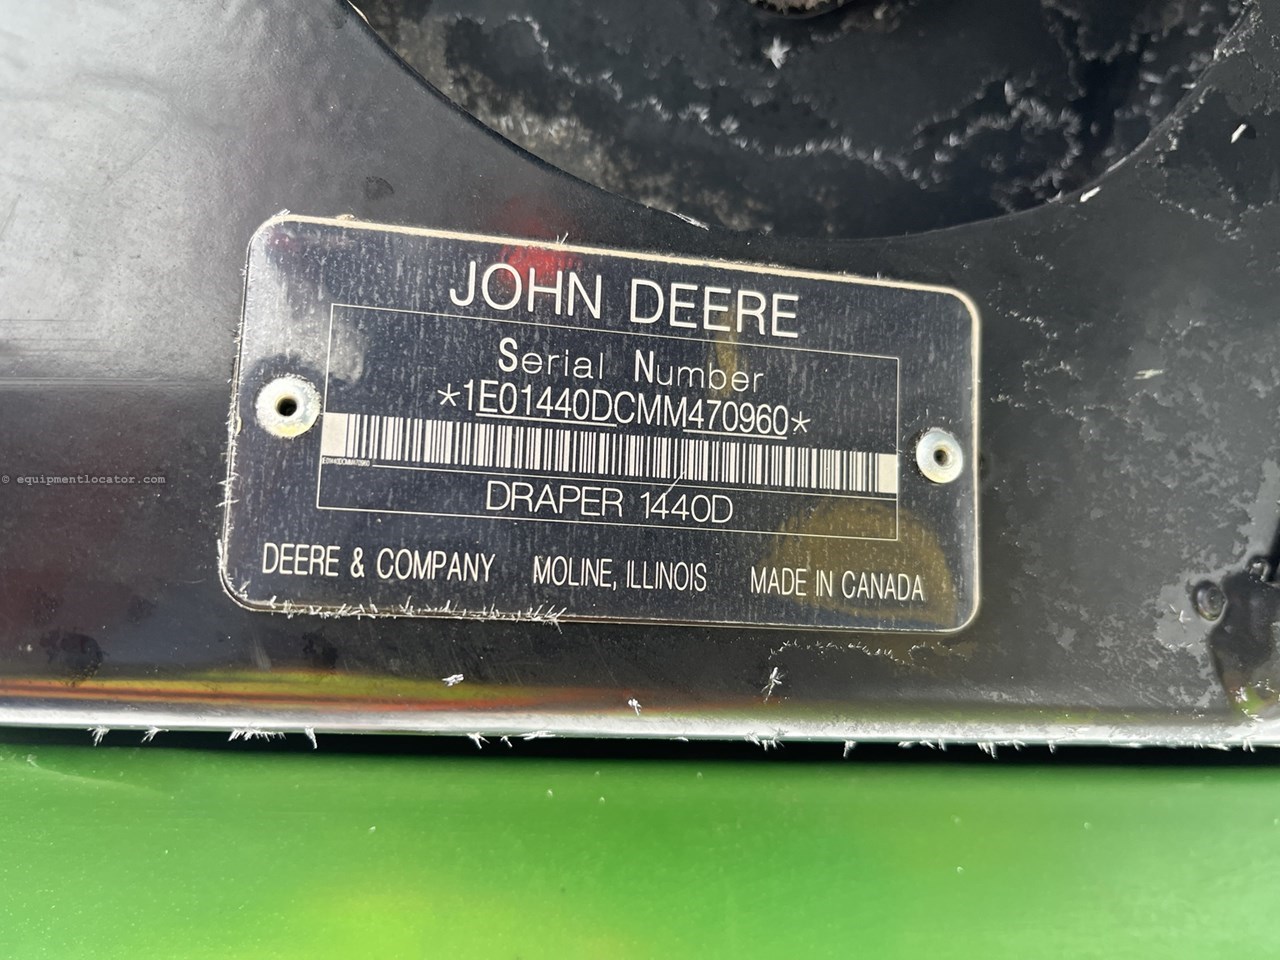 JOHN DEERE
Serial Number
*1E01440DCMM470960*
DRAPER 1440D
DEERE & COMPANY MOLINE, ILLINOIS MADE IN CANADA
© equipmentlocator.com